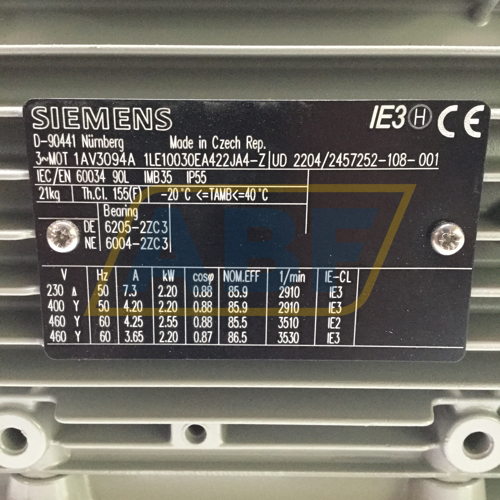 SIEMENS IE3 H CE
D-90441 Nürnberg Made in Czech Rep.
3~MOT 1AV3094A 1LE10030EA422JA4-Z UD 2204/2457252-108-001
IEC/EN 60034 90L IMB35 IP55
21kg Th.Cl. 155(F) -20°C <=TAMB<=40°C
Bearing
DE 6205-2ZC3
NE 6004-2ZC3
V Hz A kW cosφ NOM.EFF 1/min IE-CL
230 Δ 50 7.3 2.20 0.88 85.9 2910 IE3
400 Y 50 4.20 2.20 0.88 85.9 2910 IE3
460 Y 60 4.25 2.55 0.88 85.5 3510 IE2
460 Y 60 3.65 2.20 0.87 86.5 3530 IE3
ABF